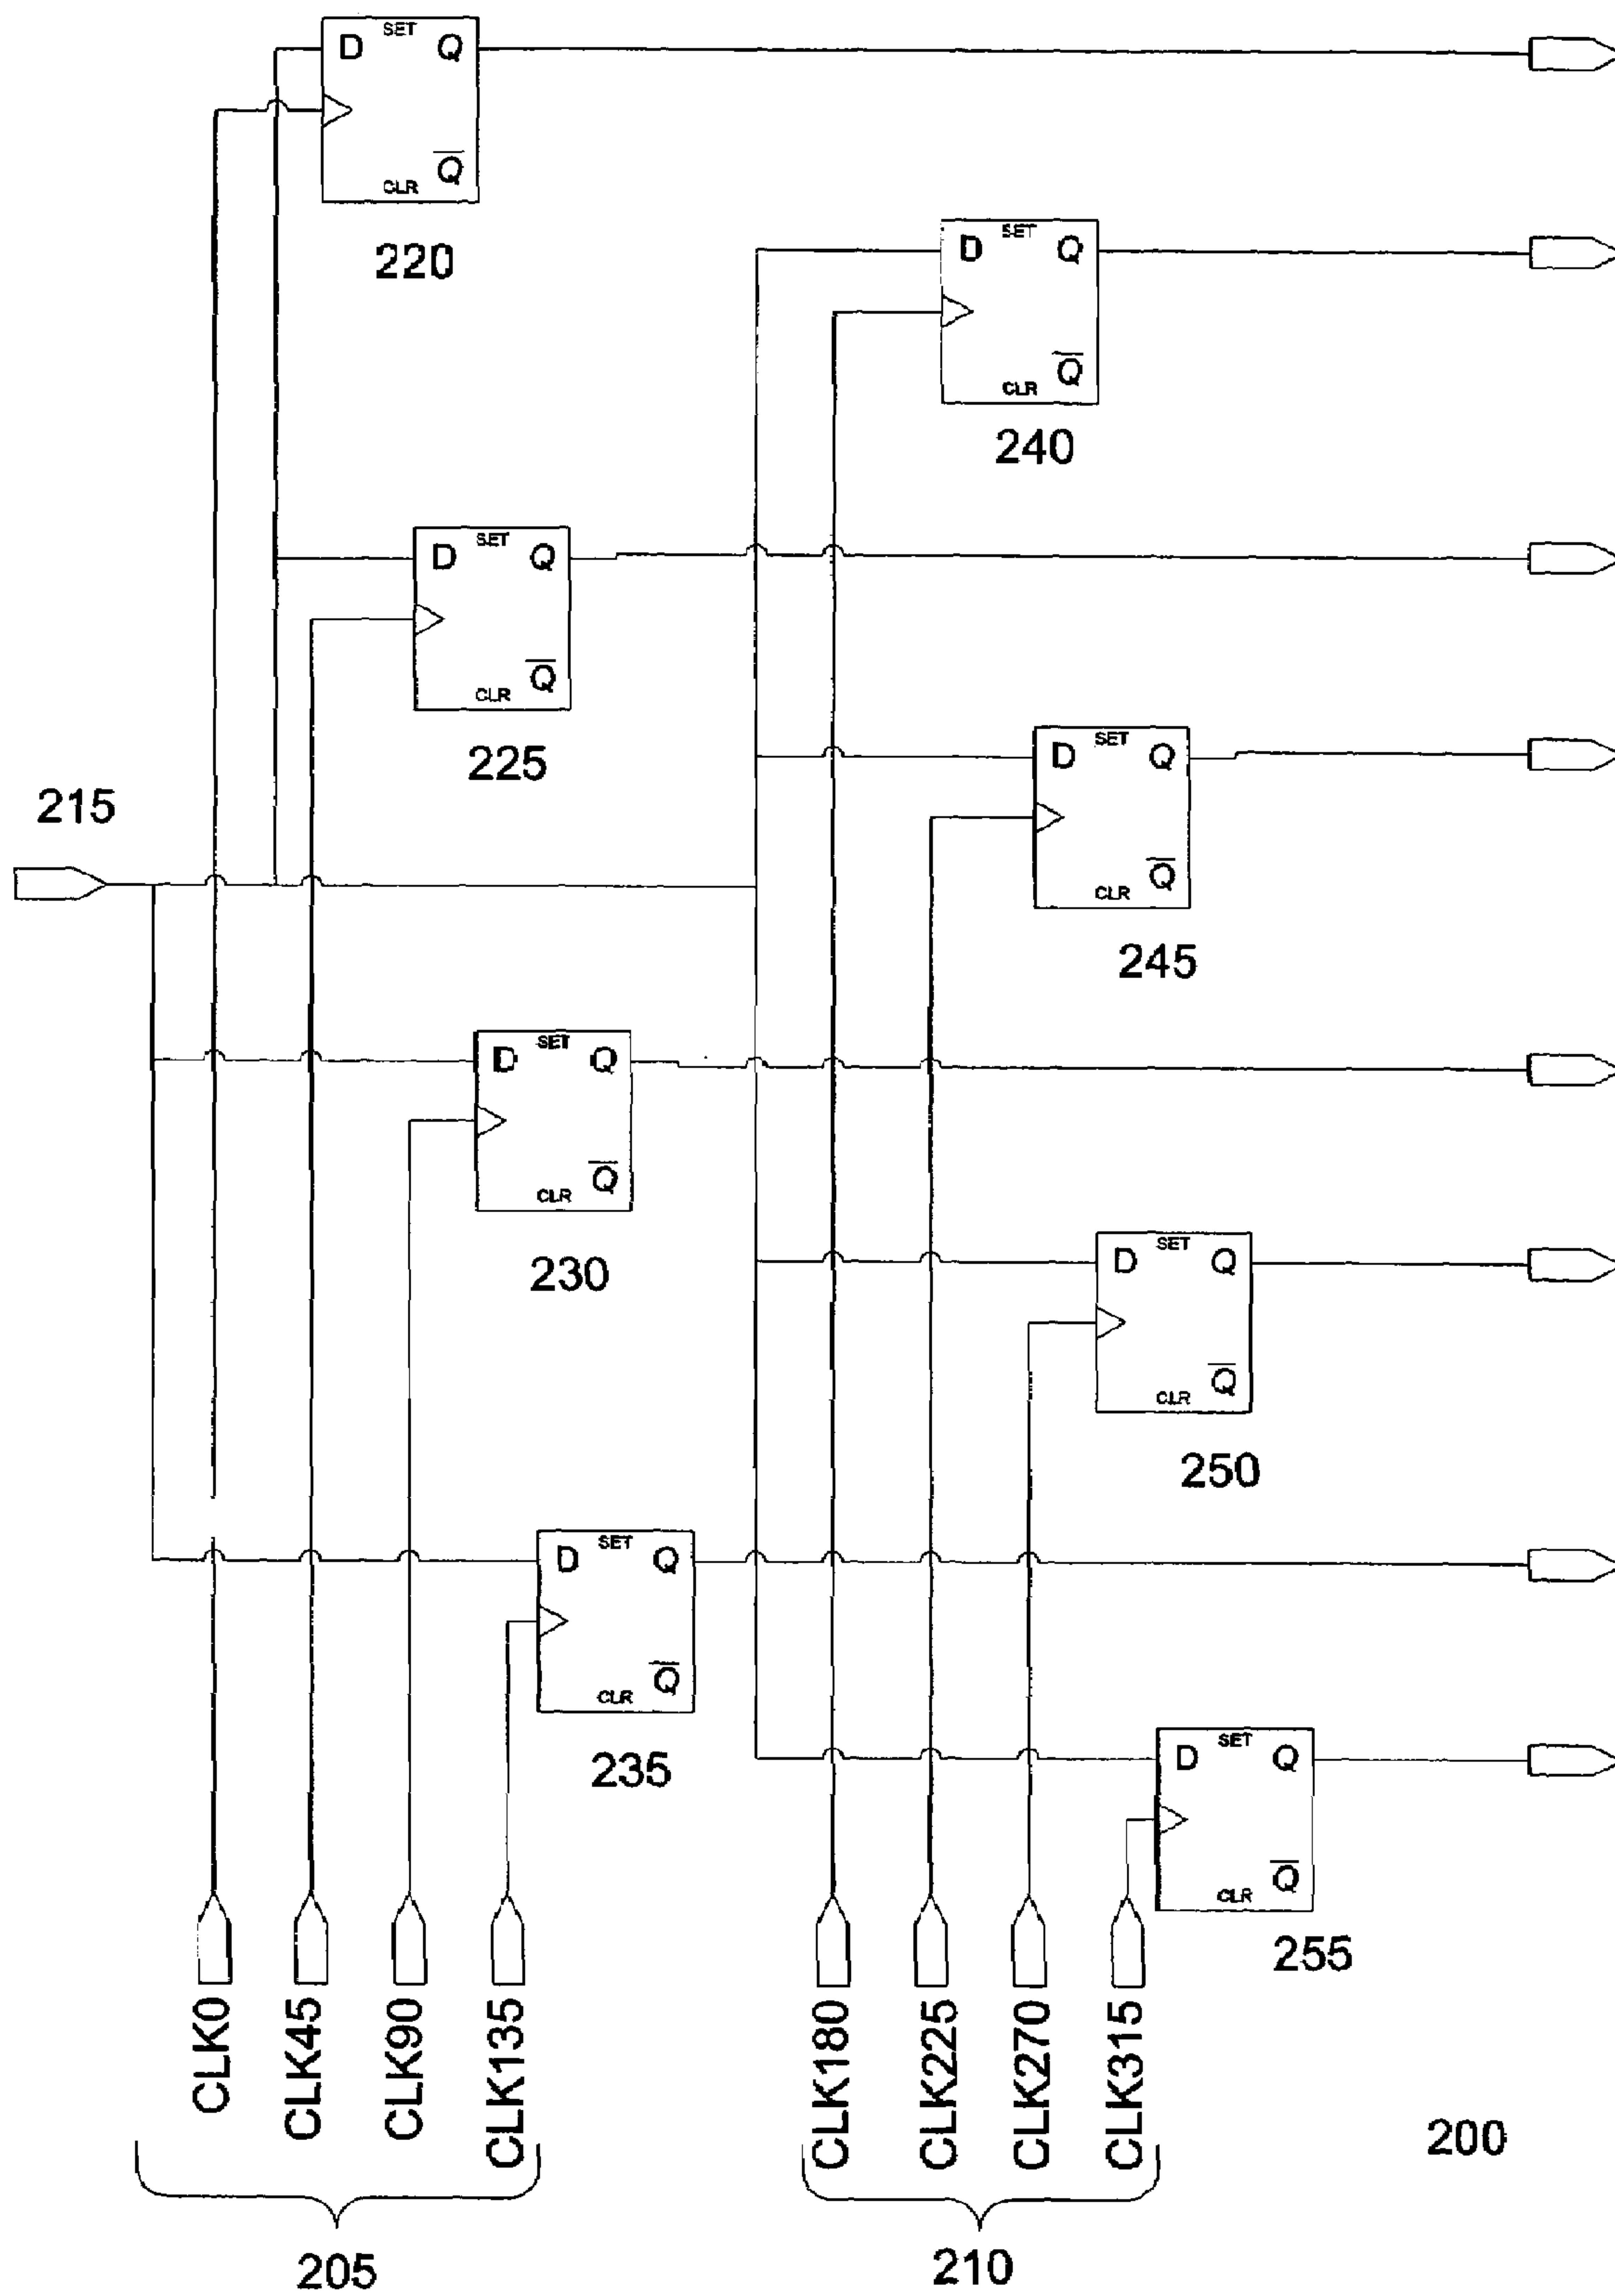 D SET Q
CLR Q̅
220
D SET Q
CLR Q̅
240
D SET Q
CLR Q̅
225
D SET Q
CLR Q̅
245
215
D SET Q
CLR Q̅
230
D SET Q
CLR Q̅
250
D SET Q
CLR Q̅
235
D SET Q
CLR Q̅
255
CLK0
CLK45
CLK90
CLK135
CLK180
CLK225
CLK270
CLK315
200
205
210